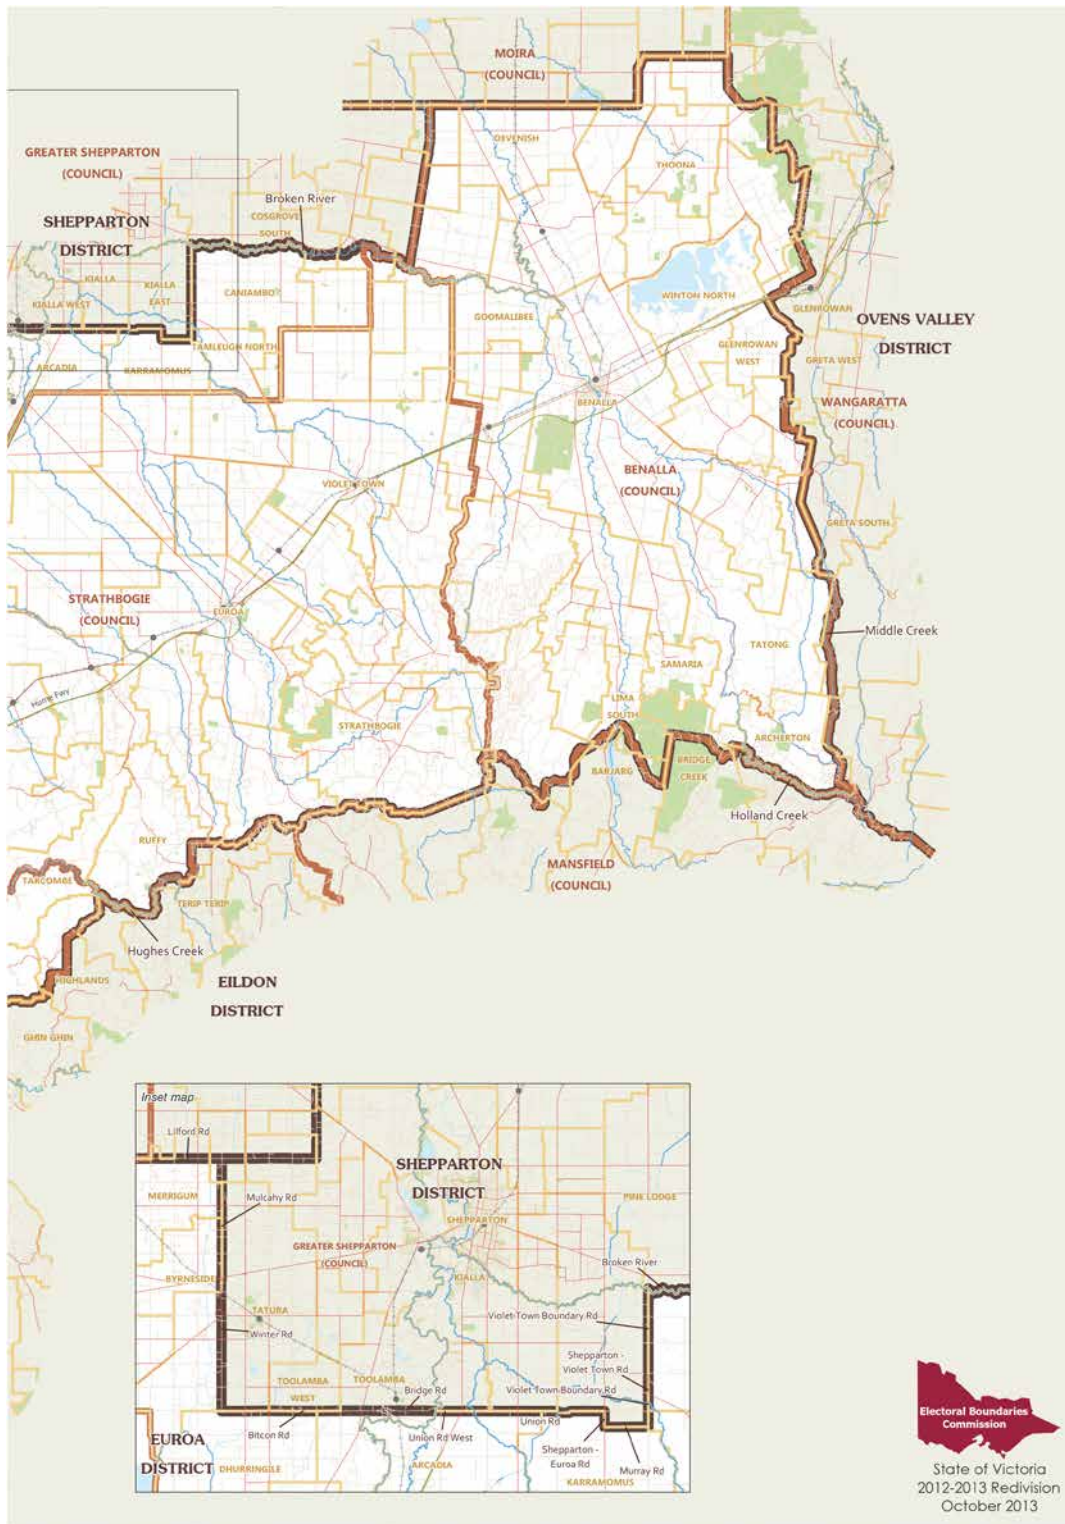 MOIRA
(COUNCIL)
DEVENISH
THOONA
GREATER SHEPPARTON
(COUNCIL)
Broken River
COSGROVE
SOUTH
SHEPPARTON
DISTRICT
KIALLA
KIALLA
EAST
KIALLA WEST
CANIAMBO
WINTON NORTH
GLENROWAN
GOOMALIBEE
OVENS VALLEY
DISTRICT
TAMLEUGH NORTH
GLENROWAN
WEST
GRETA WEST
ARCADIA
KARRAMOMUS
WANGARATTA
(COUNCIL)
BENALLA
BENALLA
(COUNCIL)
VIOLET TOWN
GRETA SOUTH
STRATHBOGIE
(COUNCIL)
EUROA
Middle Creek
TATONG
SAMARIA
Hume Fwy
LIMA
SOUTH
STRATHBOGIE
ARCHERTON
BRIDGE
CREEK
BARJARG
Holland Creek
RUFFY
MANSFIELD
(COUNCIL)
TARCOMBE
TERIP TERIP
Hughes Creek
HIGHLANDS
EILDON
DISTRICT
GHIN GHIN
Inset map
Lilford Rd
SHEPPARTON
DISTRICT
MERRIGUM
Mulcahy Rd
PINE LODGE
SHEPPARTON
GREATER SHEPPARTON
(COUNCIL)
Broken River
BYRNESIDE
KIALLA
TATURA
Violet Town Boundary Rd
Winter Rd
Shepparton -
Violet Town Rd
TOOLAMBA
WEST
TOOLAMBA
Bridge Rd
Violet Town Boundary Rd
Bitcon Rd
Union Rd West
Union Rd
EUROA
DISTRICT
DHURRINGILE
ARCADIA
Shepparton -
Euroa Rd
Murray Rd
KARRAMOMUS
Electoral Boundaries
Commission
State of Victoria
2012-2013 Redivision
October 2013